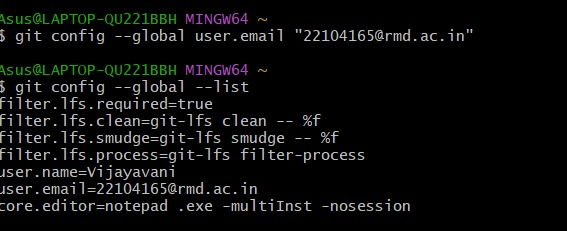 Asus@LAPTOP-QU221BBH MINGW64 ~
$ git config --global user.email "22104165@rmd.ac.in"
Asus@LAPTOP-QU221BBH MINGW64 ~
$ git config --global --list
filter.lfs.required=true
filter.lfs.clean=git-lfs clean -- %f
filter.lfs.smudge=git-lfs smudge -- %f
filter.lfs.process=git-lfs filter-process
user.name=Vijayavani
user.email=22104165@rmd.ac.in
core.editor=notepad .exe -multiInst -nosession